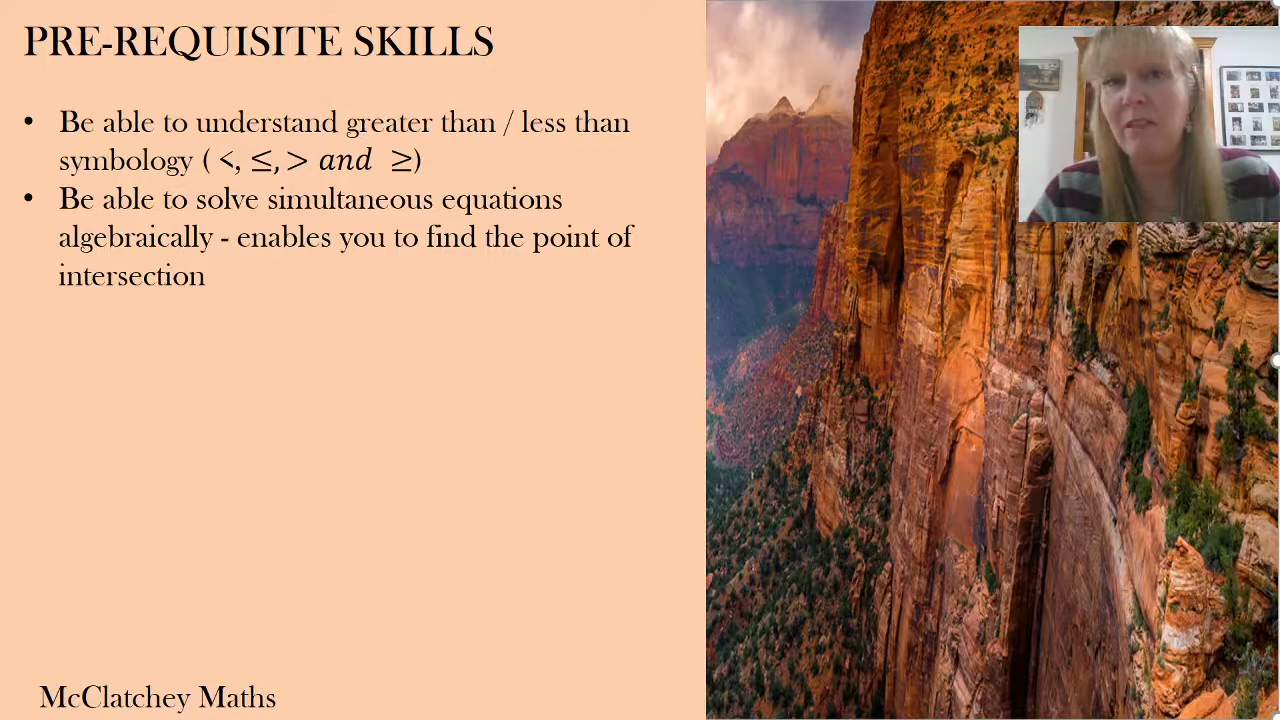 PRE-REQUISITE SKILLS
• Be able to understand greater than / less than
symbology ( <, ≤, > and ≥)
• Be able to solve simultaneous equations
algebraically - enables you to find the point of
intersection
McClatchey Maths